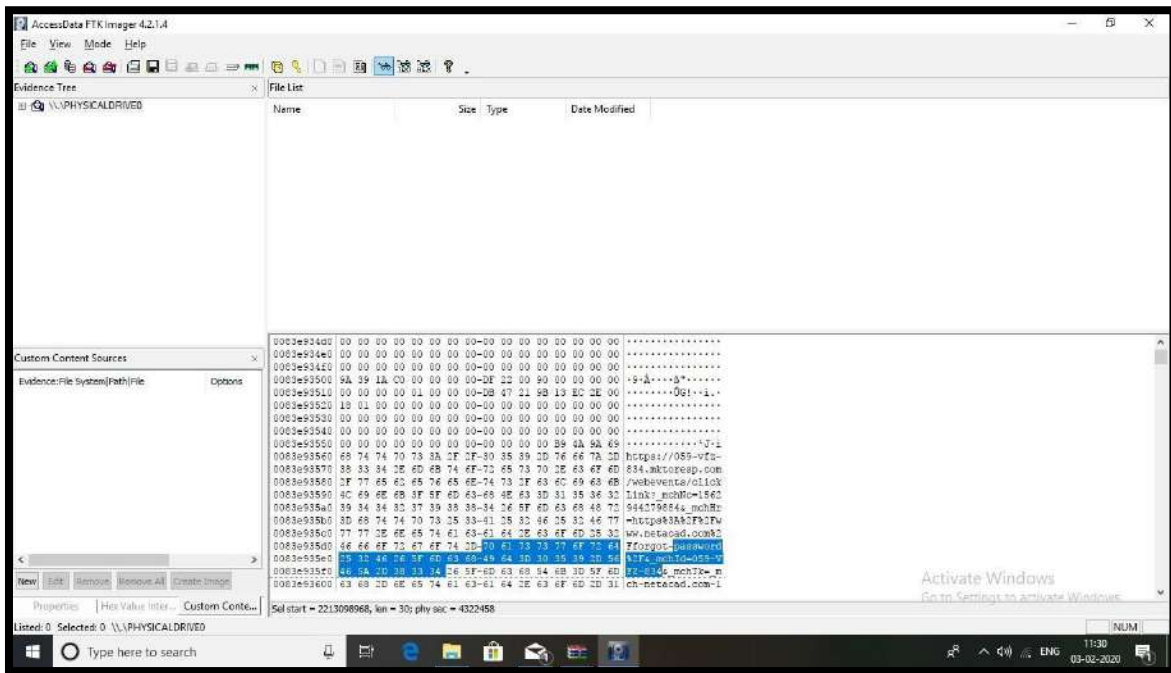 AccessData FTK Imager 4.2.1.4
File View Mode Help
Evidence Tree
\\.\PHYSICALDRIVE0
File List
Name Size Type Date Modified
0083e934d0 00 00 00 00 00 00 00 00-00 00 00 00 00 00 00 00 ················
0083e934e0 00 00 00 00 00 00 00 00-00 00 00 00 00 00 00 00 ················
0083e934f0 00 00 00 00 00 00 00 00-00 00 00 00 00 00 00 00 ················
0083e93500 9A 39 1A C0 00 00 00 00-DF 22 00 90 00 00 00 00
0083e93510 00 00 00 00 01 00 00 00-DB 47 21 9B 13 EC 2E 00
0083e93520 18 01 00 00 00 00 00 00-00 00 00 00 00 00 00 00 ················
0083e93530 00 00 00 00 00 00 00 00-00 00 00 00 00 00 00 00 ················
0083e93540 00 00 00 00 00 00 00 00-00 00 00 00 00 00 00 00 ················
0083e93550 00 00 00 00 00 00 00 00-00 00 00 00 B9 4A 9A 69
0083e93560 68 74 74 70 73 3A 2F 2F-30 35 39 2D 76 66 7A 2D https://059-vfz-
0083e93570 38 33 34 2E 6D 6B 74 6F-72 65 73 70 2E 63 6F 6D 834.mktoresp.com
0083e93580 2F 77 65 62 65 76 65 6E-74 73 2F 63 6C 69 63 6B /webevents/click
0083e93590 4C 69 6E 6B 3F 5F 6D 63-68 4E 63 3D 31 35 36 32 Link?_mchNc=1562
0083e935a0 39 34 34 32 37 39 38 38-34 26 5F 6D 63 68 48 72 944279884&_mchHr
0083e935b0 3D 68 74 74 70 73 25 33-41 25 32 46 25 32 46 77 =https%3A%2F%2Fw
0083e935c0 77 77 2E 6E 65 74 61 63-61 64 2E 63 6F 6D 25 32 ww.netacad.com%2
0083e935d0 46 66 6F 72 67 6F 74 2D-70 61 73 73 77 6F 72 64 Fforgot-password
0083e935e0 25 32 46 26 5F 6D 63 68-49 64 3D 30 35 39 2D 56 %2F&_mchId=059-V
0083e935f0 46 5A 2D 38 33 34 26 5F-6D 63 68 54 6B 3D 5F 6D FZ-834&_mchTk=_m
0083e93600 63 68 2D 6E 65 74 61 63-61 64 2E 63 6F 6D 2D 31 ch-netacad.com-1
Custom Content Sources
Evidence:File System|Path|File Options
New Edit Remove Remove All Create Image
Properties Hex Value Inter... Custom Conte...
Sel start = 2213098968, len = 30; phy sec = 4322458
Activate Windows
Go to Settings to activate Windows.
Listed: 0 Selected: 0 \\.\PHYSICALDRIVE0
NUM
Type here to search
ENG
11:30
03-02-2020